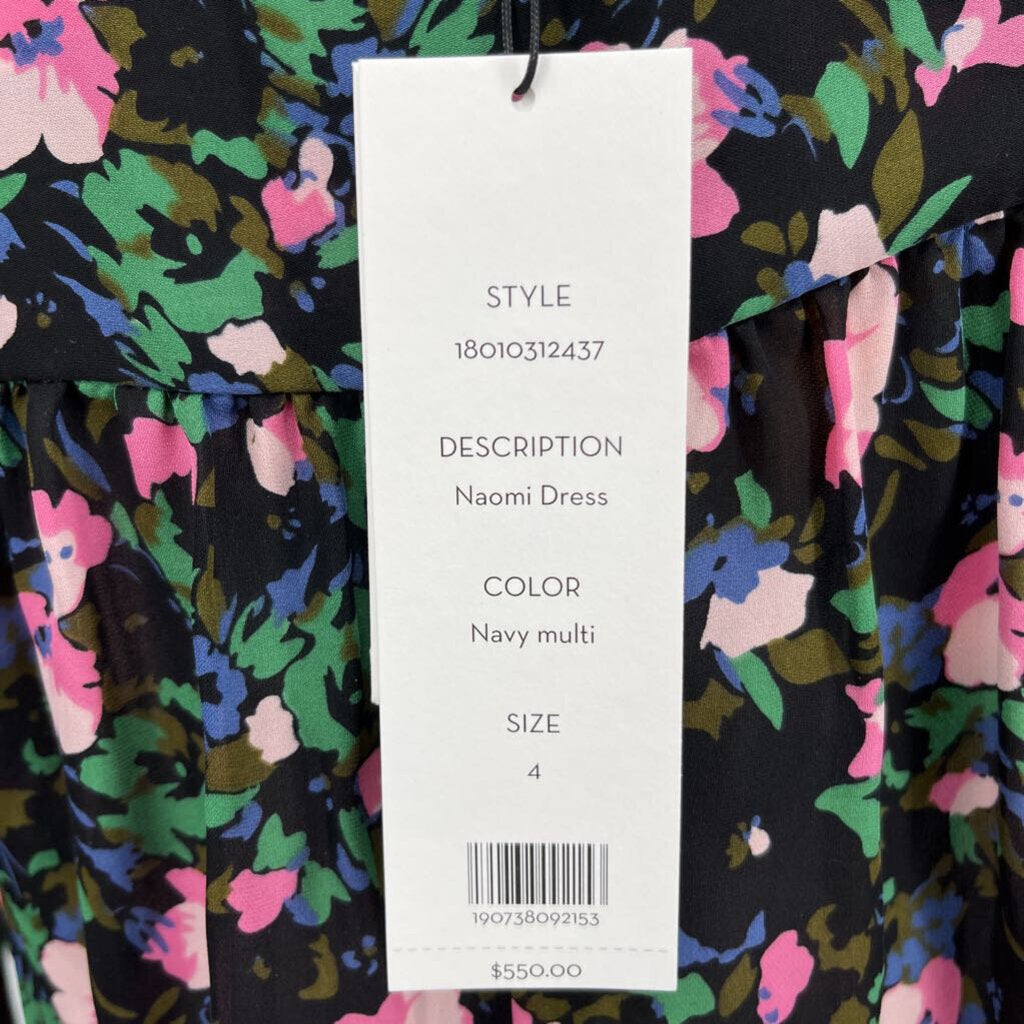 STYLE
18010312437
DESCRIPTION
Naomi Dress
COLOR
Navy multi
SIZE
4
190738092153
$550.00